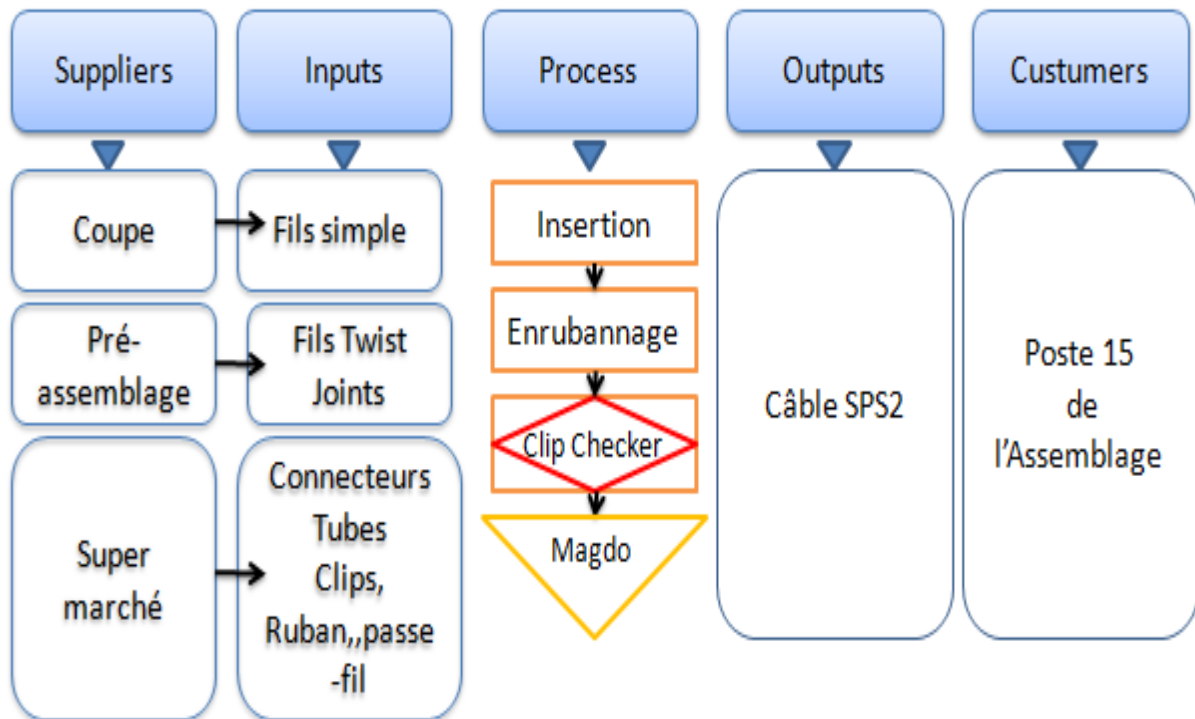 Suppliers
Inputs
Process
Outputs
Custumers
Coupe
Fils simple
Pré-
assemblage
Fils Twist
Joints
Super
marché
Connecteurs
Tubes
Clips,
Ruban,,passe
-fil
Insertion
Enrubannage
Clip Checker
Magdo
Câble SPS2
Poste 15
de
l'Assemblage